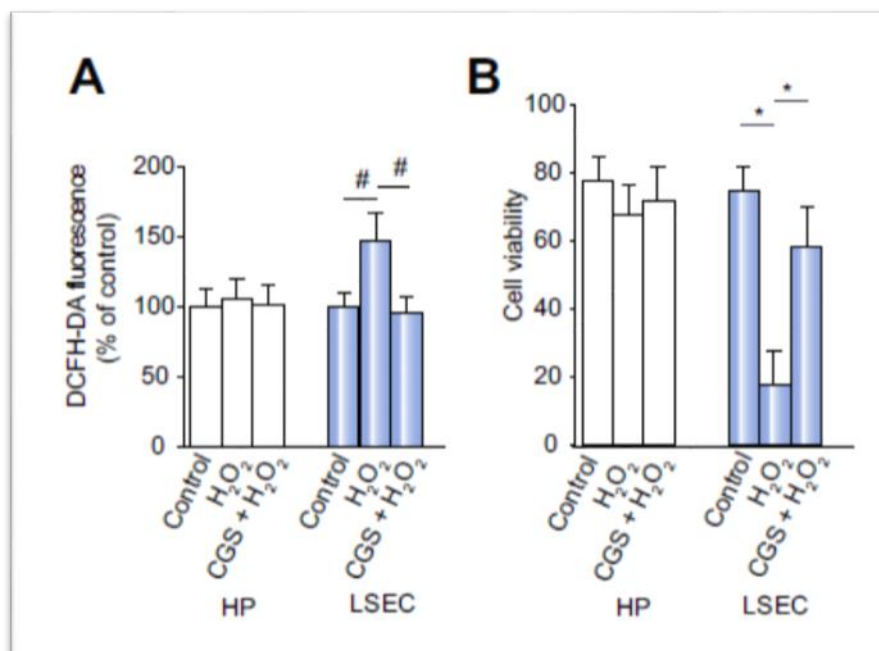 A
DCFH-DA fluorescence
(% of control)
200
150
100
50
0
# #
Control
H₂O₂
CGS + H₂O₂
Control
H₂O₂
CGS + H₂O₂
HP
LSEC
B
Cell viability
100
80
60
40
20
0
* *
Control
H₂O₂
CGS + H₂O₂
Control
H₂O₂
CGS + H₂O₂
HP
LSEC